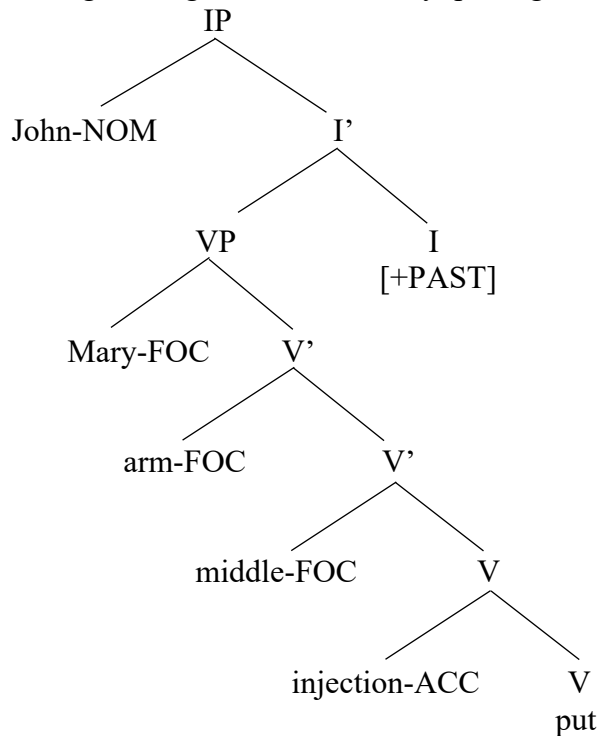 IP
John-NOM I’
VP I
[+PAST]
Mary-FOC V’
arm-FOC V’
middle-FOC V
injection-ACC V
put